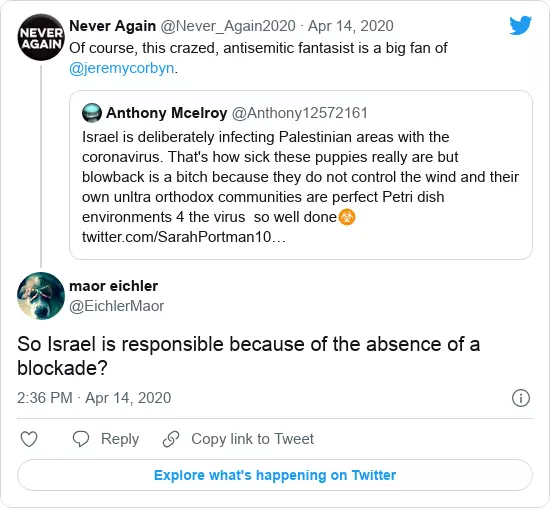 NEVER AGAIN
Never Again @Never_Again2020 · Apr 14, 2020
Of course, this crazed, antisemitic fantasist is a big fan of
@jeremycorbyn.
Anthony Mcelroy @Anthony12572161
Israel is deliberately infecting Palestinian areas with the
coronavirus. That's how sick these puppies really are but
blowback is a bitch because they do not control the wind and their
own unltra orthodox communities are perfect Petri dish
environments 4 the virus so well done☣️
twitter.com/SarahPortman10…
maor eichler
@EichlerMaor
So Israel is responsible because of the absence of a
blockade?
2:36 PM · Apr 14, 2020
Reply
Copy link to Tweet
Explore what's happening on Twitter